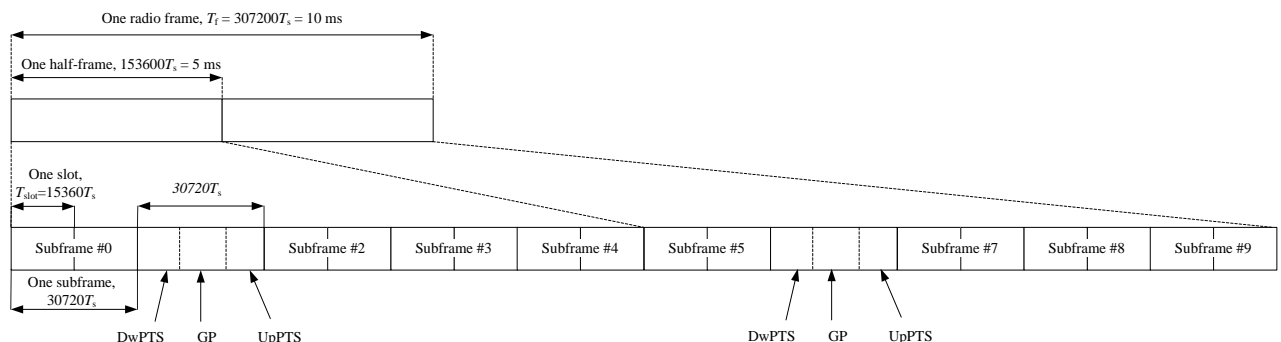 One radio frame, Tf = 307200Ts = 10 ms
One half-frame, 153600Ts = 5 ms
One slot,
Tslot=15360Ts
30720Ts
Subframe #0
Subframe #2
Subframe #3
Subframe #4
Subframe #5
Subframe #7
Subframe #8
Subframe #9
One subframe,
30720Ts
DwPTS
GP
UpPTS
DwPTS
GP
UpPTS